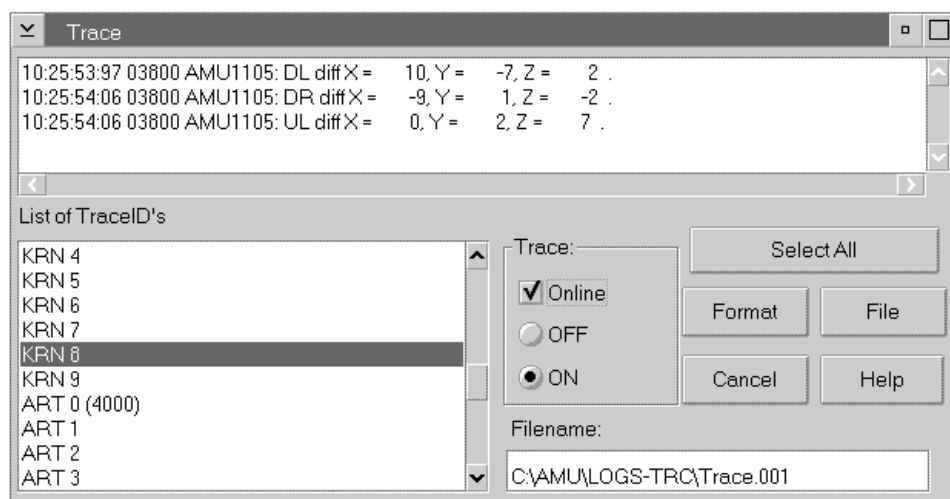 Trace
10:25:53:97 03800 AMU1105: DL diff X = 10, Y = -7, Z = 2 .
10:25:54:06 03800 AMU1105: DR diff X = -9, Y = 1, Z = -2 .
10:25:54:06 03800 AMU1105: UL diff X = 0, Y = 2, Z = 7 .
List of TraceID's
KRN 4
KRN 5
KRN 6
KRN 7
KRN 8
KRN 9
ART 0 (4000)
ART 1
ART 2
ART 3
Trace:
Online
OFF
ON
Select All
Format
File
Cancel
Help
Filename:
C:\AMU\LOGS-TRC\Trace.001